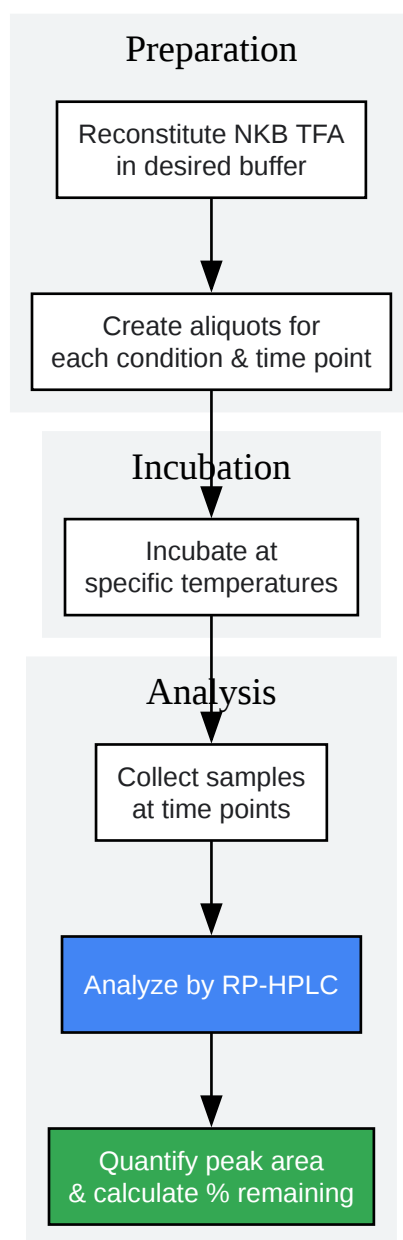 Preparation
Reconstitute NKB TFA
in desired buffer
Create aliquots for
each condition & time point
Incubation
Incubate at
specific temperatures
Analysis
Collect samples
at time points
Analyze by RP-HPLC
Quantify peak area
& calculate % remaining